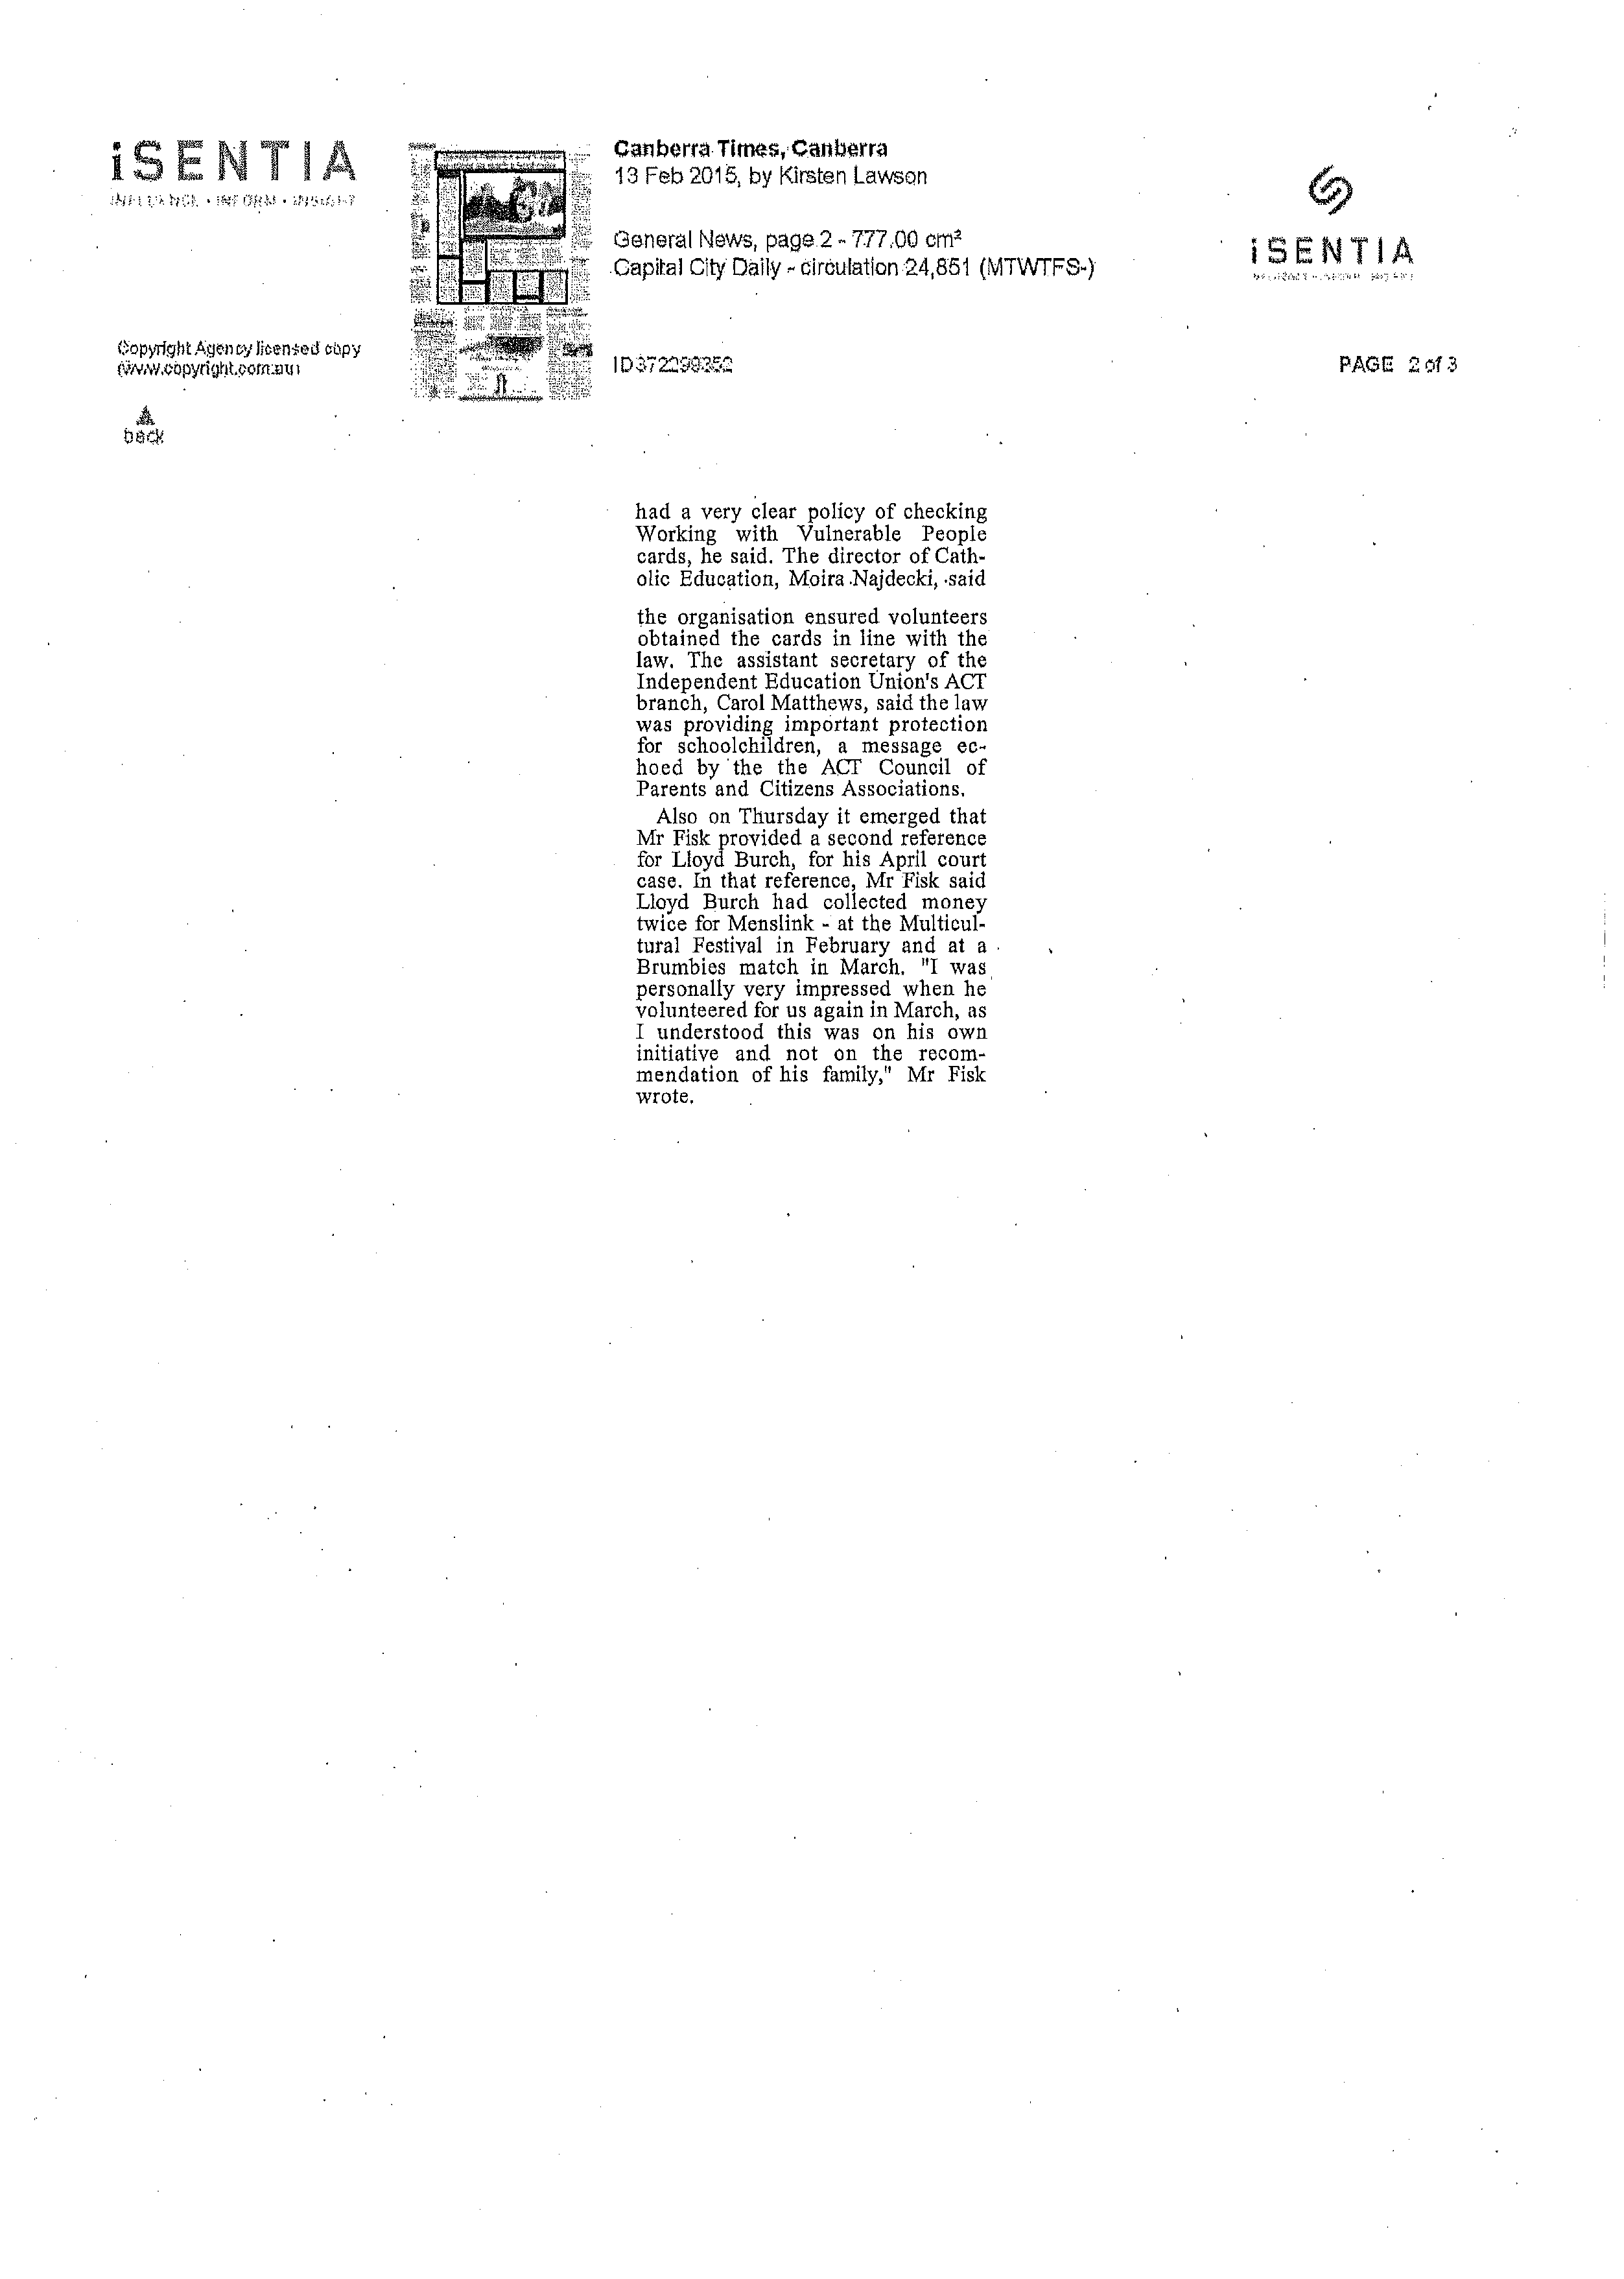 iSENTIA
Canberra Times, Canberra
13 Feb 2015, by Kirsten Lawson
General News, page 2 - 777.00 cm²
Capital City Daily - circulation 24,851 (MTWTFS-)
iSENTIA
Copyright Agency licensed copy
(www.copyright.com.au)
PAGE 2 of 3
back
had a very clear policy of checking
Working with Vulnerable People
cards, he said. The director of Cath-
olic Education, Moira Najdecki, said
the organisation ensured volunteers
obtained the cards in line with the
law. The assistant secretary of the
Independent Education Union's ACT
branch, Carol Matthews, said the law
was providing important protection
for schoolchildren, a message ec-
hoed by the the ACT Council of
Parents and Citizens Associations.
Also on Thursday it emerged that
Mr Fisk provided a second reference
for Lloyd Burch, for his April court
case. In that reference, Mr Fisk said
Lloyd Burch had collected money
twice for Menslink - at the Multicul-
tural Festival in February and at a
Brumbies match in March. "I was
personally very impressed when he
volunteered for us again in March, as
I understood this was on his own
initiative and not on the recom-
mendation of his family," Mr Fisk
wrote.